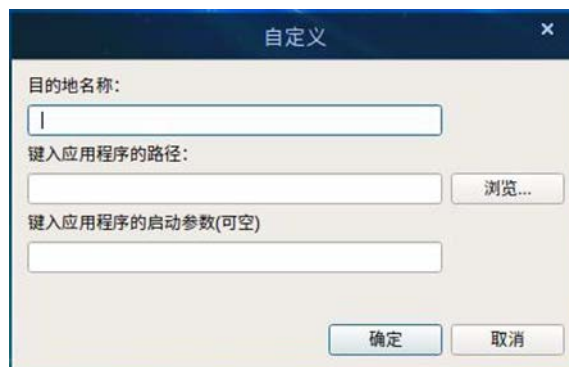 自定义
目的地名称：
键入应用程序的路径：
浏览...
键入应用程序的启动参数(可空)
确定
取消